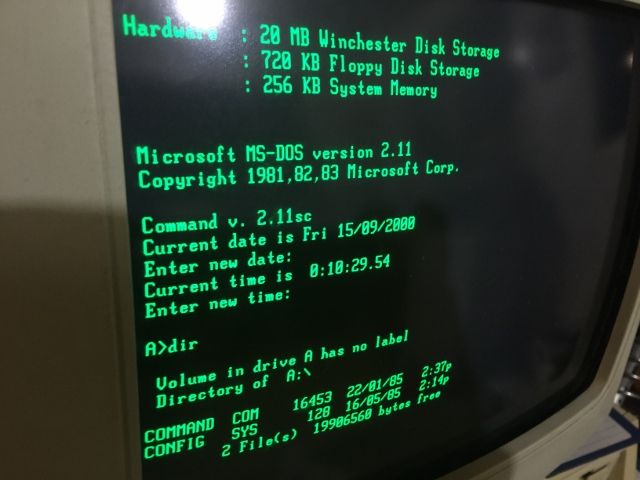 Hardware : 20 MB Winchester Disk Storage
: 720 KB Floppy Disk Storage
: 256 KB System Memory
Microsoft MS-DOS version 2.11
Copyright 1981,82,83 Microsoft Corp.
Command v. 2.11sc
Current date is Fri 15/09/2000
Enter new date:
Current time is 0:10:29.54
Enter new time:
A>dir
Volume in drive A has no label
Directory of A:\
COMMAND COM 16453 22/01/85 2:37p
CONFIG SYS 128 16/05/85 2:14p
2 File(s) 19906560 bytes free